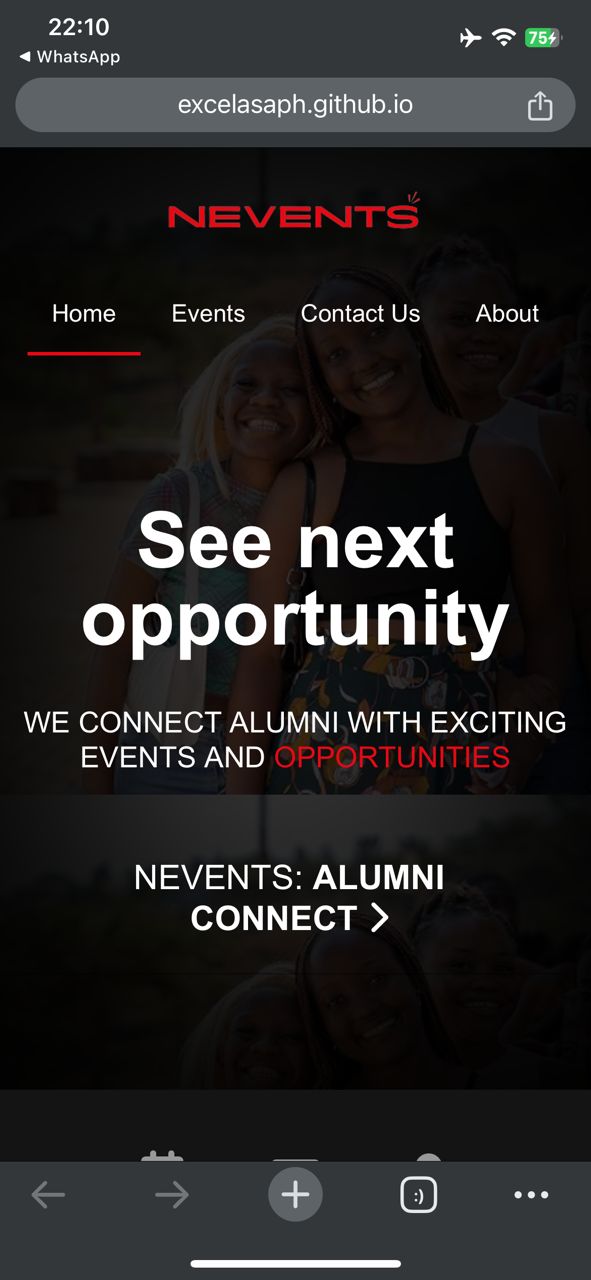 22:10
75
◀ WhatsApp
excelasaph.github.io
NEVENTS
Home Events Contact Us About
See next
opportunity
WE CONNECT ALUMNI WITH EXCITING
EVENTS AND OPPORTUNITIES
NEVENTS: ALUMNI
CONNECT >
:)